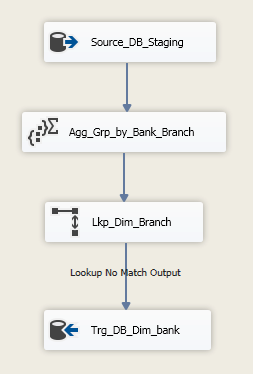 Source_DB_Staging
Agg_Grp_by_Bank_Branch
Lkp_Dim_Branch
Lookup No Match Output
Trg_DB_Dim_bank